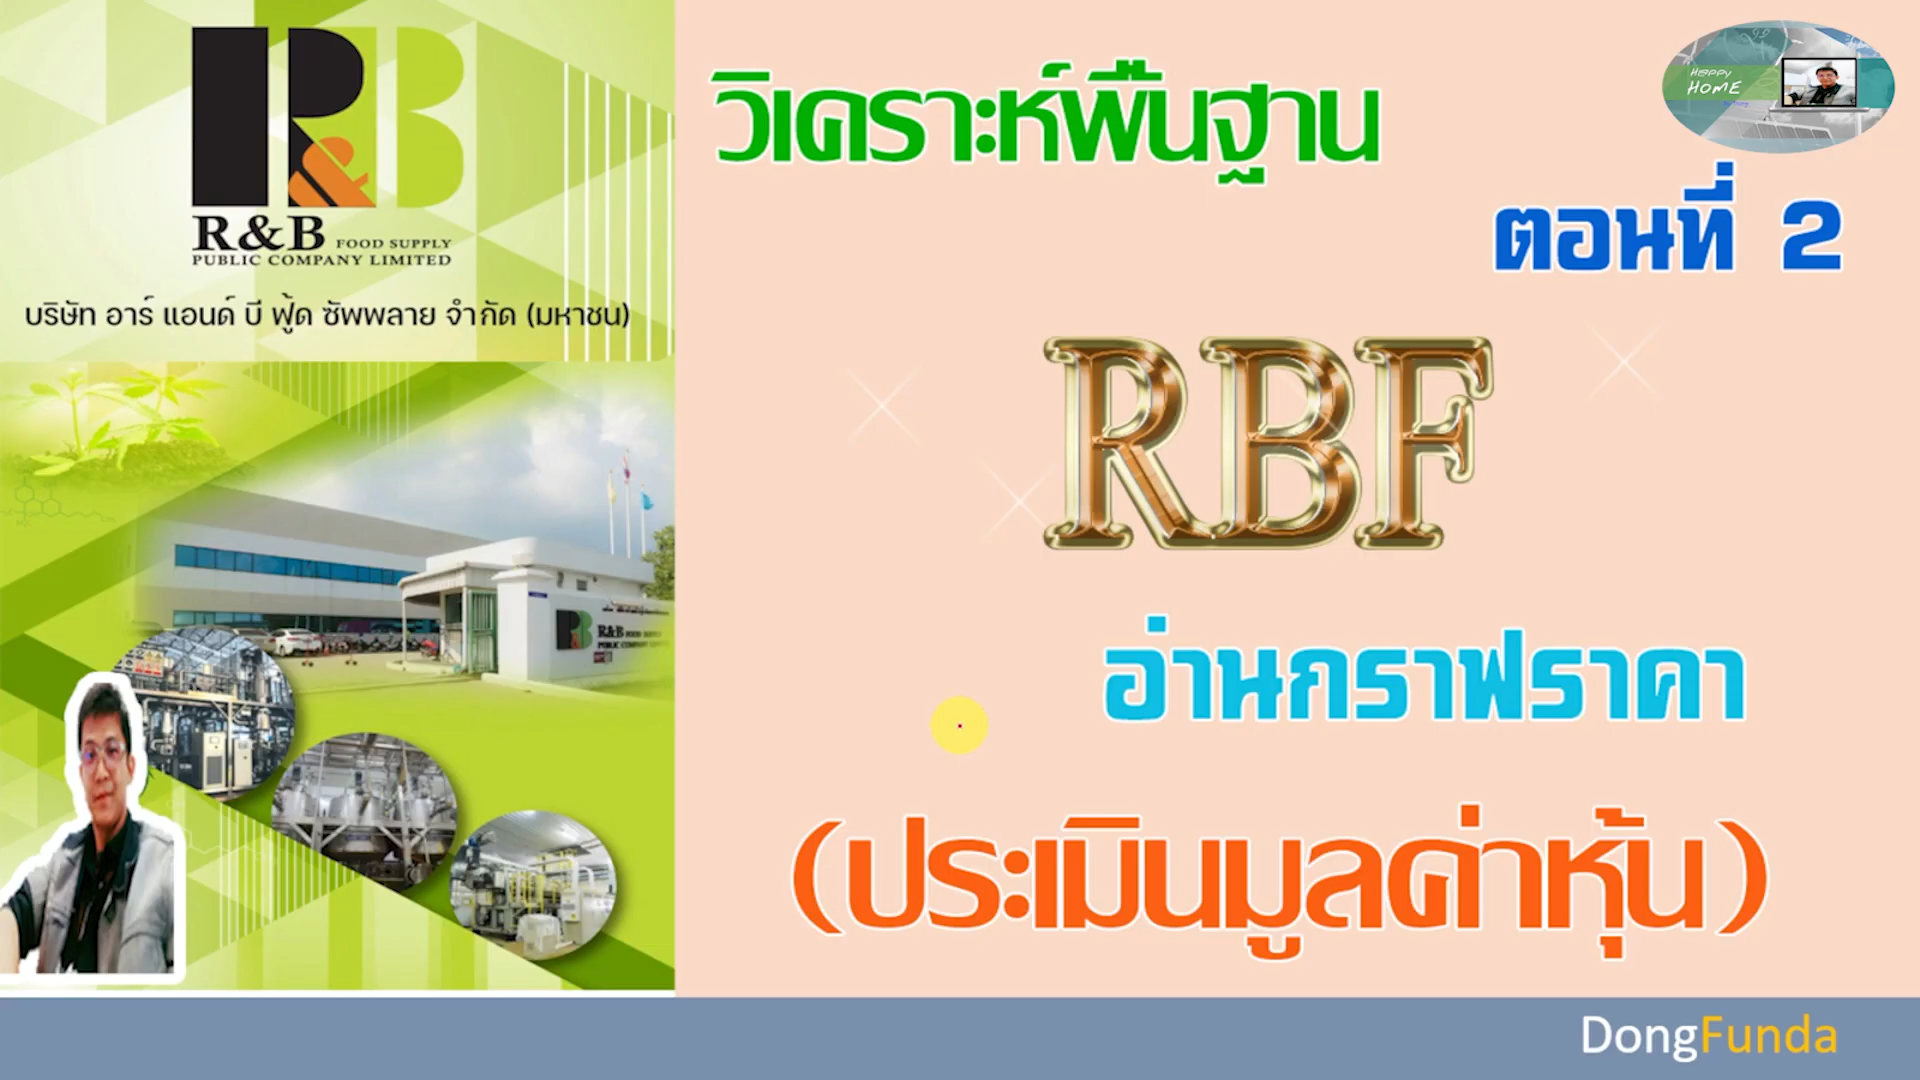 R&B
R&B FOOD SUPPLY
PUBLIC COMPANY LIMITED
บริษัท อาร์ แอนด์ บี ฟู้ด ซัพพลาย จำกัด (มหาชน)
วิเคราะห์พื้นฐาน
Happy
HOME
ตอนที่ 2
RBF
อ่านกราฟราคา
(ประเมินมูลค่าหุ้น)
R&B FOOD SUPPLY
DongFunda